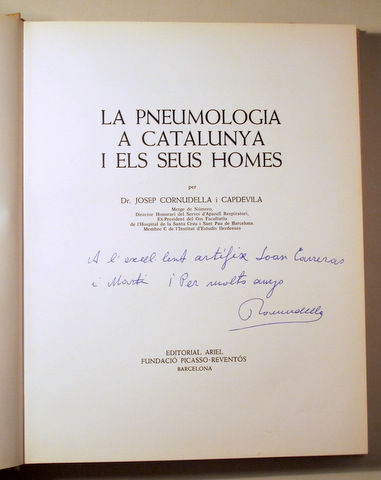 LA PNEUMOLOGIA
A CATALUNYA
I ELS SEUS HOMES
per
Dr. JOSEP CORNUDELLA i CAPDEVILA
Metge de Número,
Director Honorari del Servei d'Aparell Respiratori,
Ex-President del Cos Facultatiu
de l'Hospital de la Santa Creu i Sant Pau de Barcelona.
Membre C de l'Institut d'Estudis Ilerdenses
A l'excel·lent artífix Joan Carreras
i Martí ¡Per molts anys
Cornudella
EDITORIAL ARIEL
FUNDACIÓ PICASSO-REVENTÓS
BARCELONA